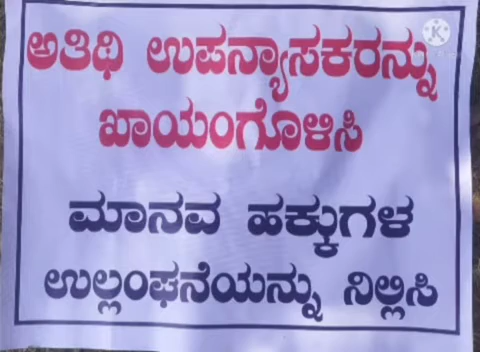 ಅತಿಥಿ ಉಪನ್ಯಾಸಕರನ್ನು
ಖಾಯಂಗೊಳಿಸಿ
ಮಾನವ ಹಕ್ಕುಗಳ
ಉಲ್ಲಂಘನೆಯನ್ನು ನಿಲ್ಲಿಸಿ